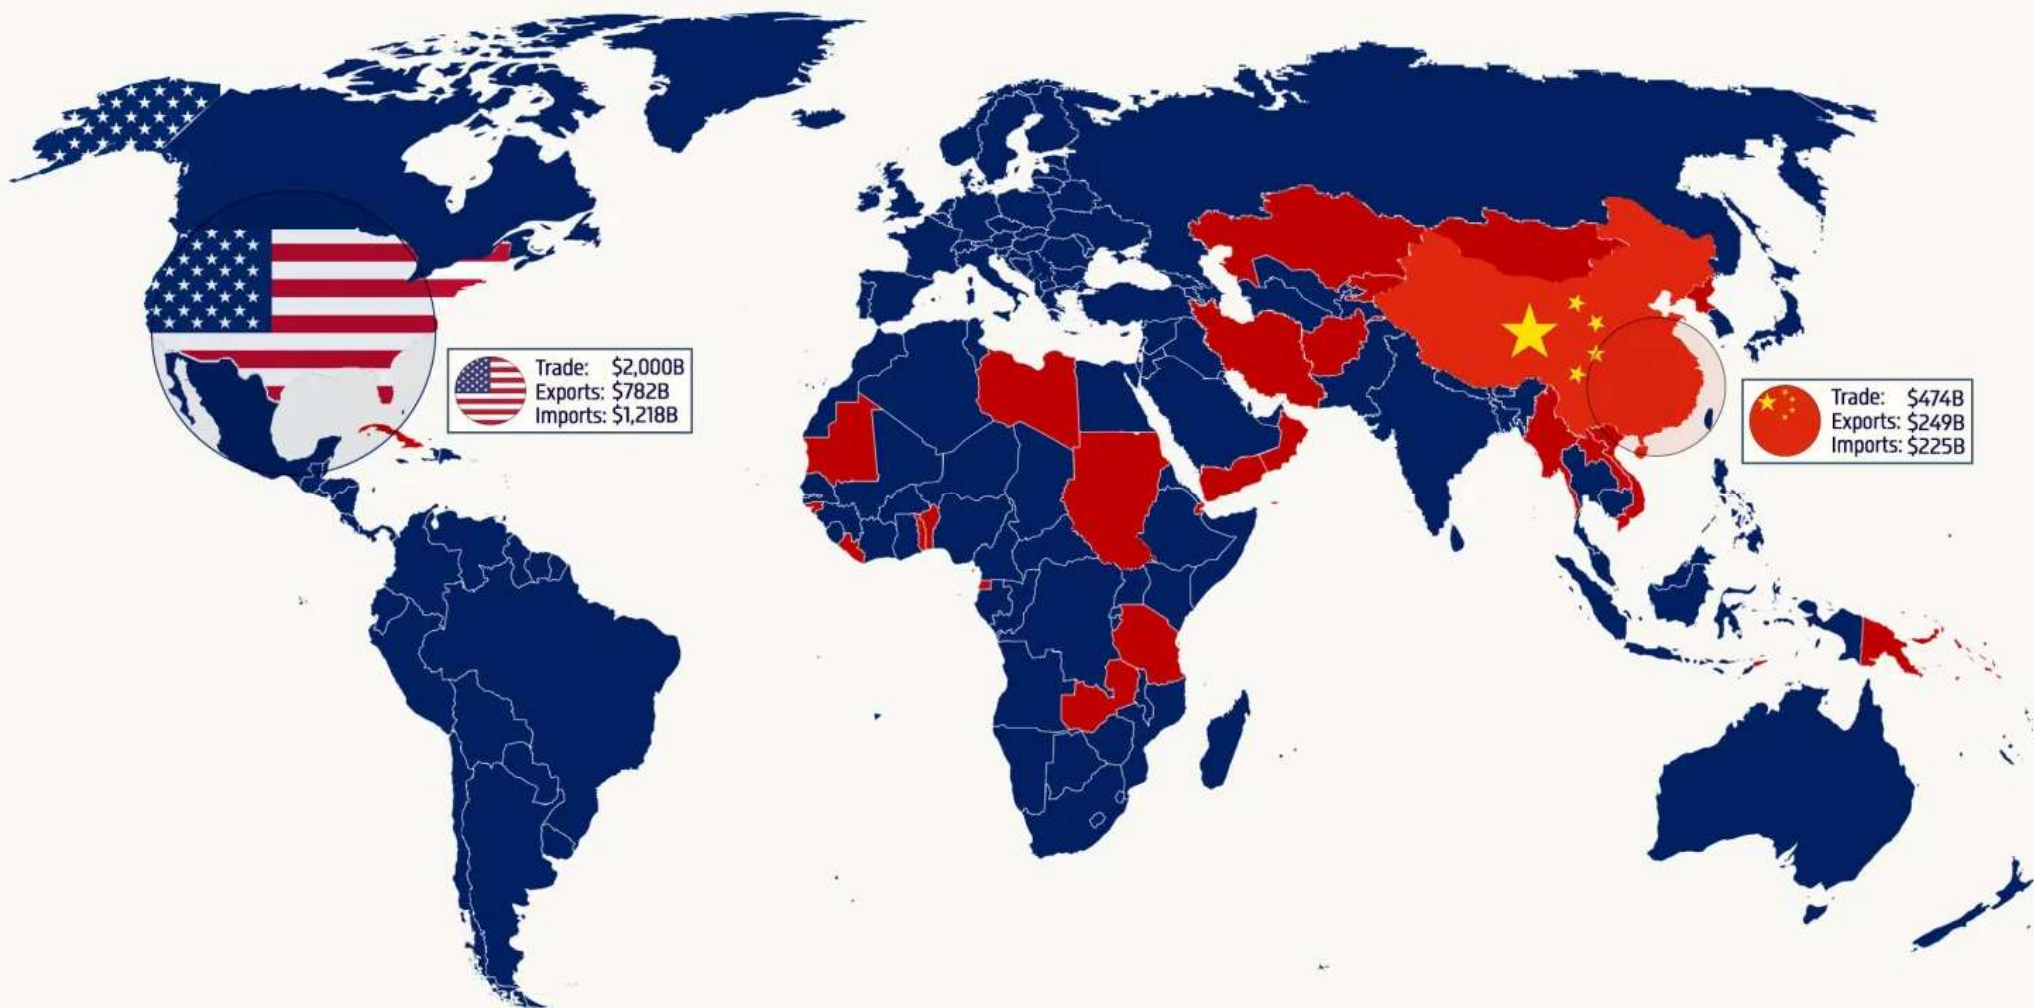 Trade: $2,000B
Exports: $782B
Imports: $1,218B
Trade: $474B
Exports: $249B
Imports: $225B